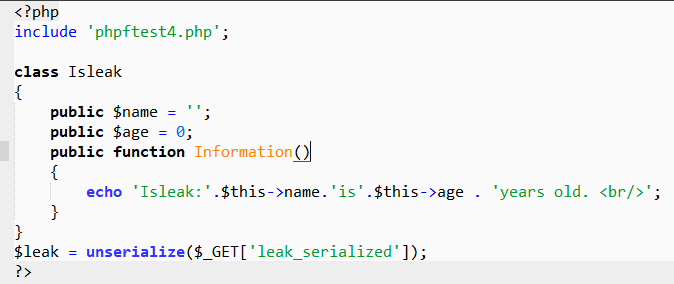 <?php
include 'phpftest4.php';
class Isleak
{
public $name = '';
public $age = 0;
public function Information()
{
echo 'Isleak:'.$this->name.'is'.$this->age . 'years old. <br/>';
}
}
$leak = unserialize($_GET['leak_serialized']);
?>